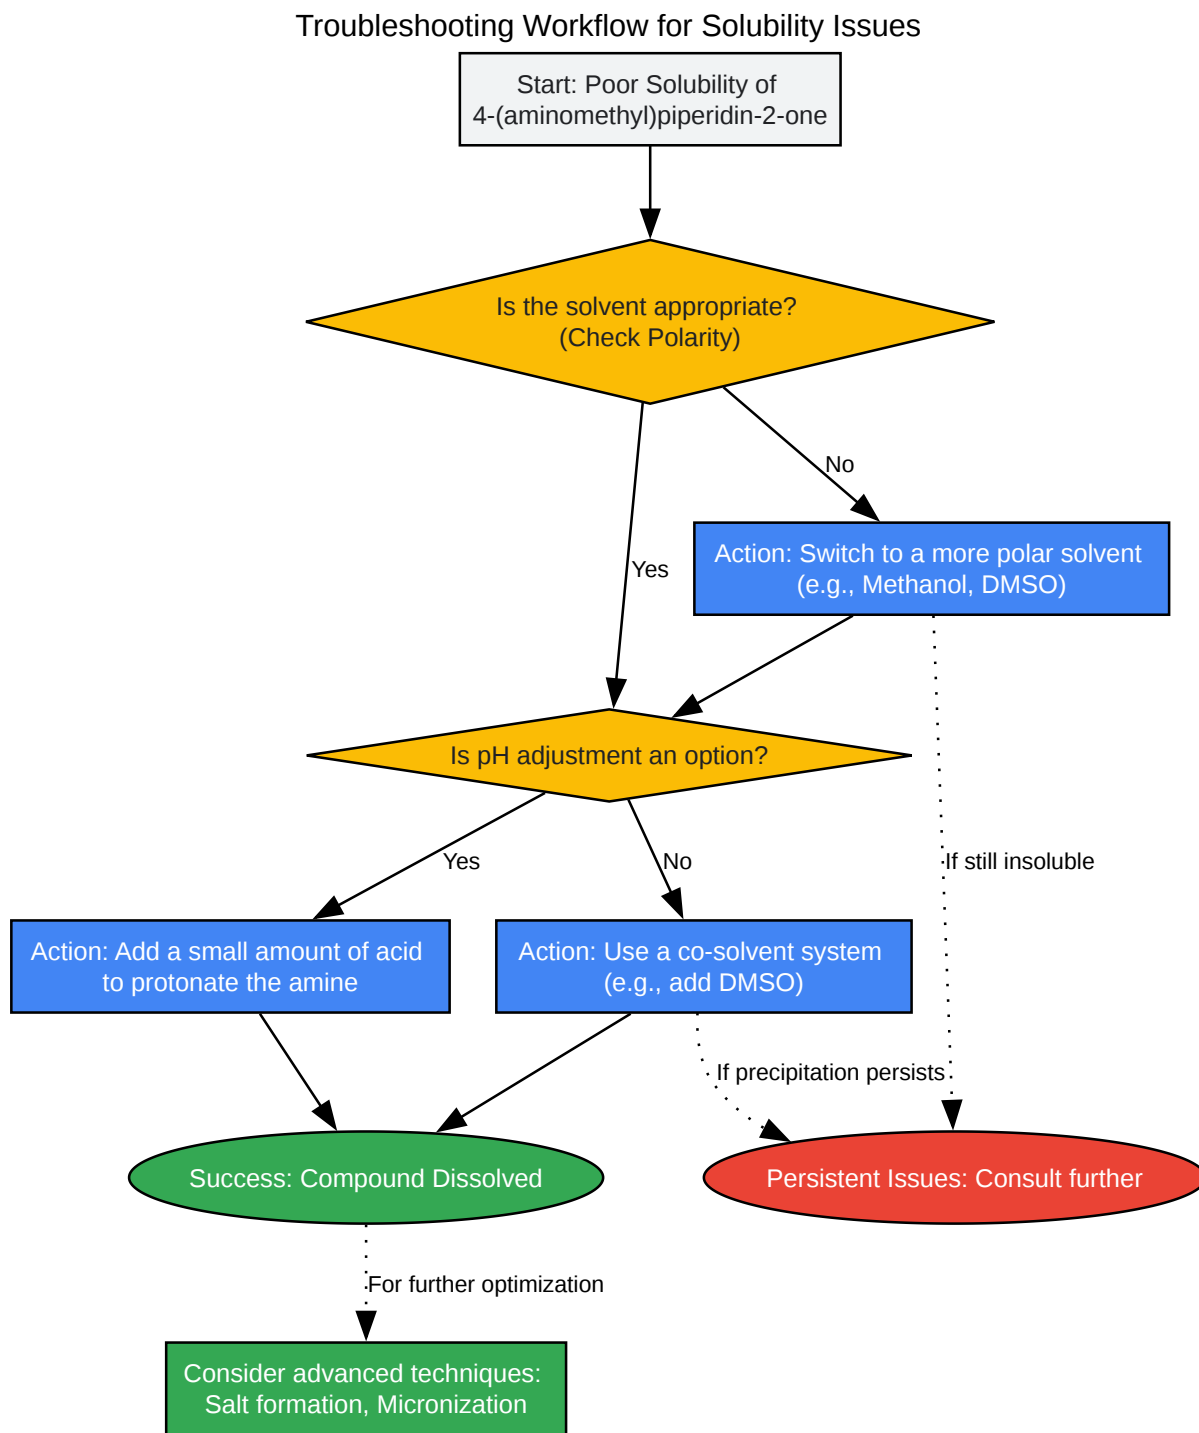 Troubleshooting Workflow for Solubility Issues
Start: Poor Solubility of
4-(aminomethyl)piperidin-2-one
Is the solvent appropriate?
(Check Polarity)
No
Action: Switch to a more polar solvent
(e.g., Methanol, DMSO)
Yes
Is pH adjustment an option?
Yes
No
If still insoluble
Action: Add a small amount of acid
to protonate the amine
Action: Use a co-solvent system
(e.g., add DMSO)
If precipitation persists
Success: Compound Dissolved
Persistent Issues: Consult further
For further optimization
Consider advanced techniques:
Salt formation, Micronization